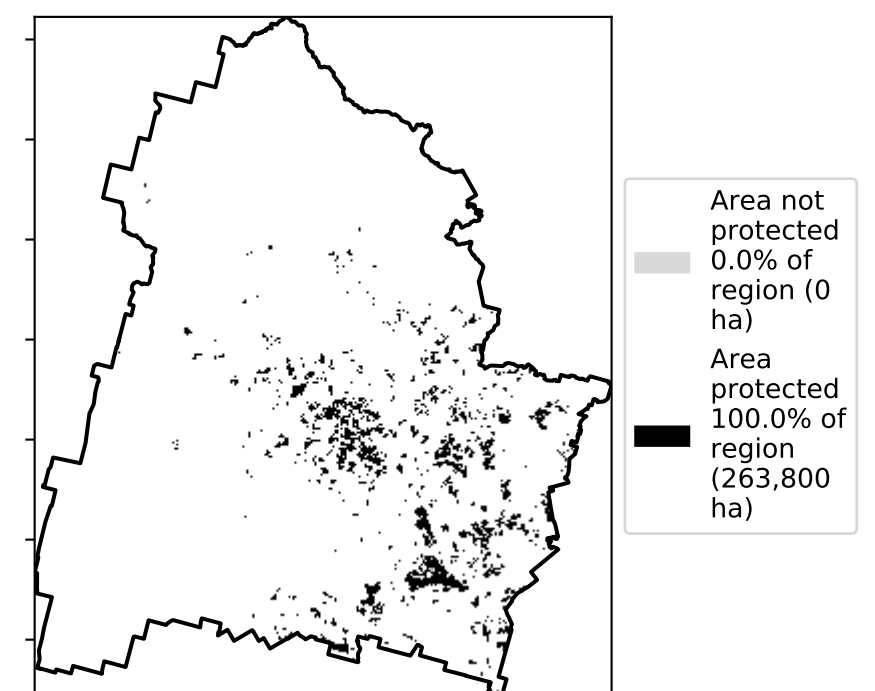 Area not
protected
0.0% of
region (0
ha)
Area
protected
100.0% of
region
(263,800
ha)